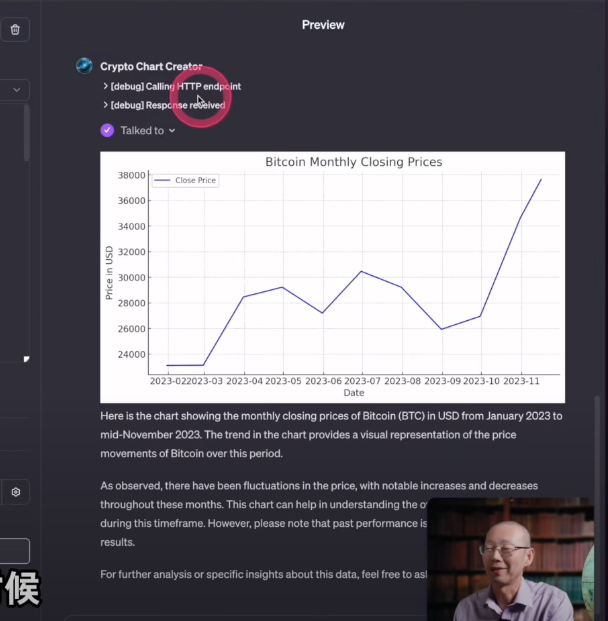 Preview
Crypto Chart Creator
[debug] Calling HTTP endpoint
[debug] Response received
Talked to
Bitcoin Monthly Closing Prices
Close Price
38000
36000
34000
32000
30000
28000
26000
24000
Price in USD
2023-02 2023-03 2023-04 2023-05 2023-06 2023-07 2023-08 2023-09 2023-10 2023-11
Date
Here is the chart showing the monthly closing prices of Bitcoin (BTC) in USD from January 2023 to
mid-November 2023. The trend in the chart provides a visual representation of the price
movements of Bitcoin over this period.
As observed, there have been fluctuations in the price, with notable increases and decreases
throughout these months. This chart can help in understanding the
during this timeframe. However, please note that past performance is
results.
For further analysis or specific insights about this data, feel free to
候